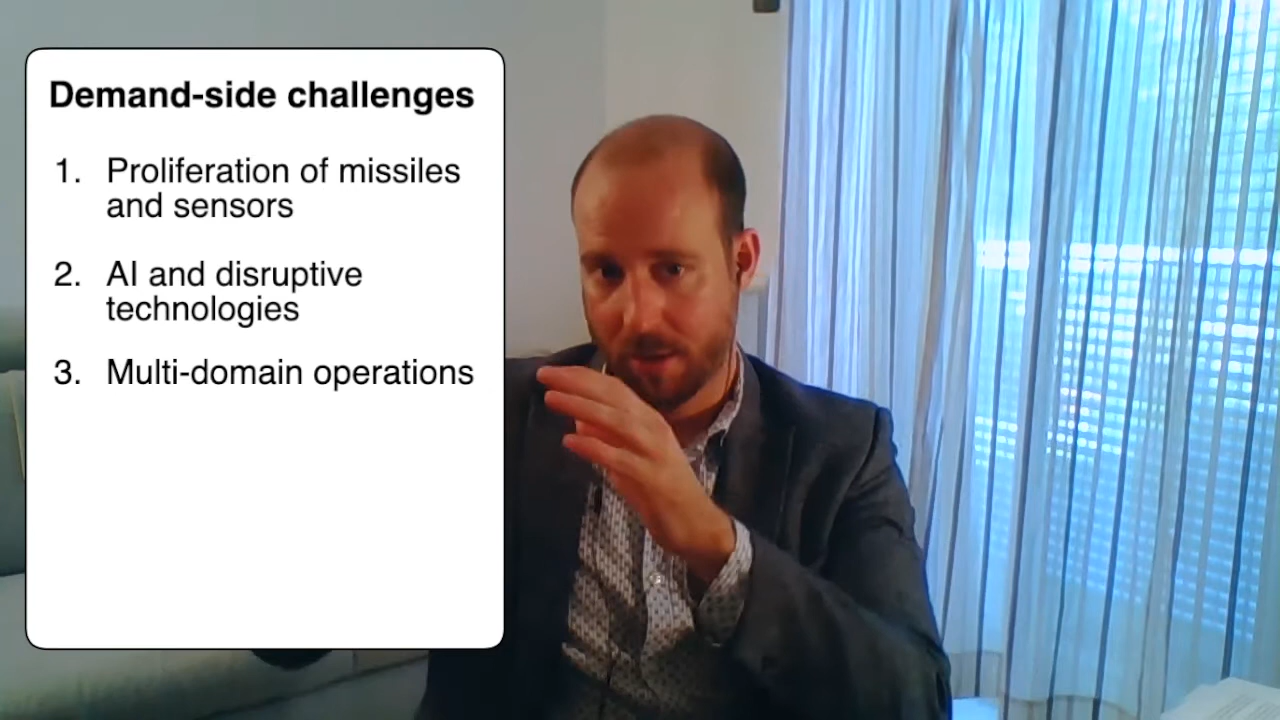 Demand-side challenges
1. Proliferation of missiles
and sensors
2. AI and disruptive
technologies
3. Multi-domain operations